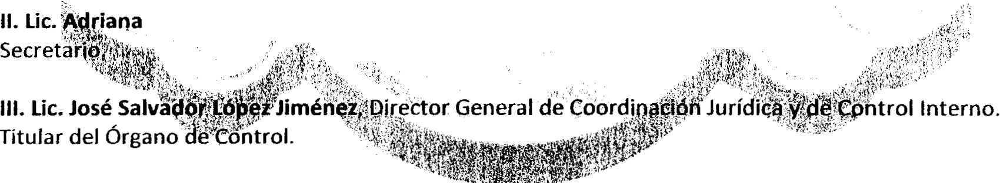 II. Lic. Adriana
Secretario.
III. Lic. José Salvador López Jiménez, Director General de Coordinación Jurídica y de Control Interno.
Titular del Órgano de Control.